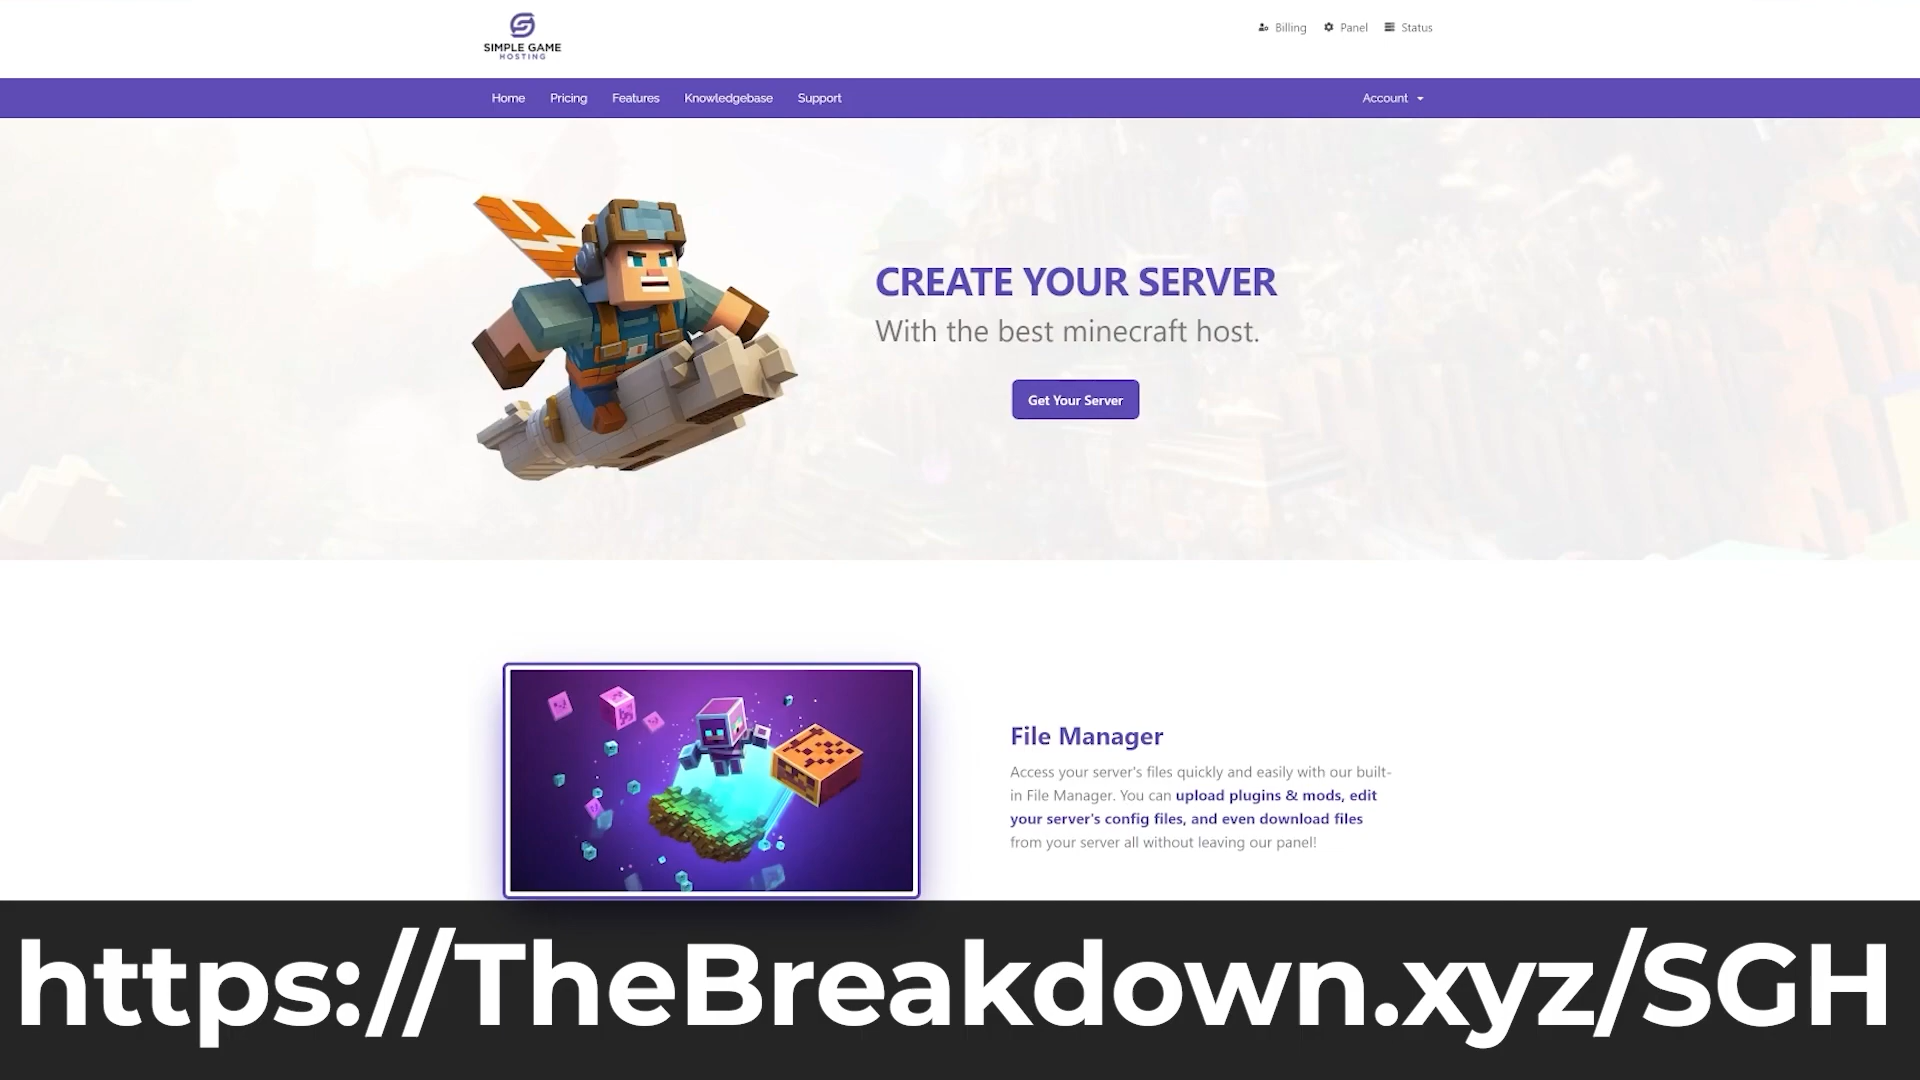 SIMPLE GAME
HOSTING
Billing
Panel
Status
Home
Pricing
Features
Knowledgebase
Support
Account
CREATE YOUR SERVER
With the best minecraft host.
Get Your Server
File Manager
Access your server's files quickly and easily with our built-
in File Manager. You can upload plugins & mods, edit
your server's config files, and even download files
from your server all without leaving our panel!
https://TheBreakdown.xyz/SGH